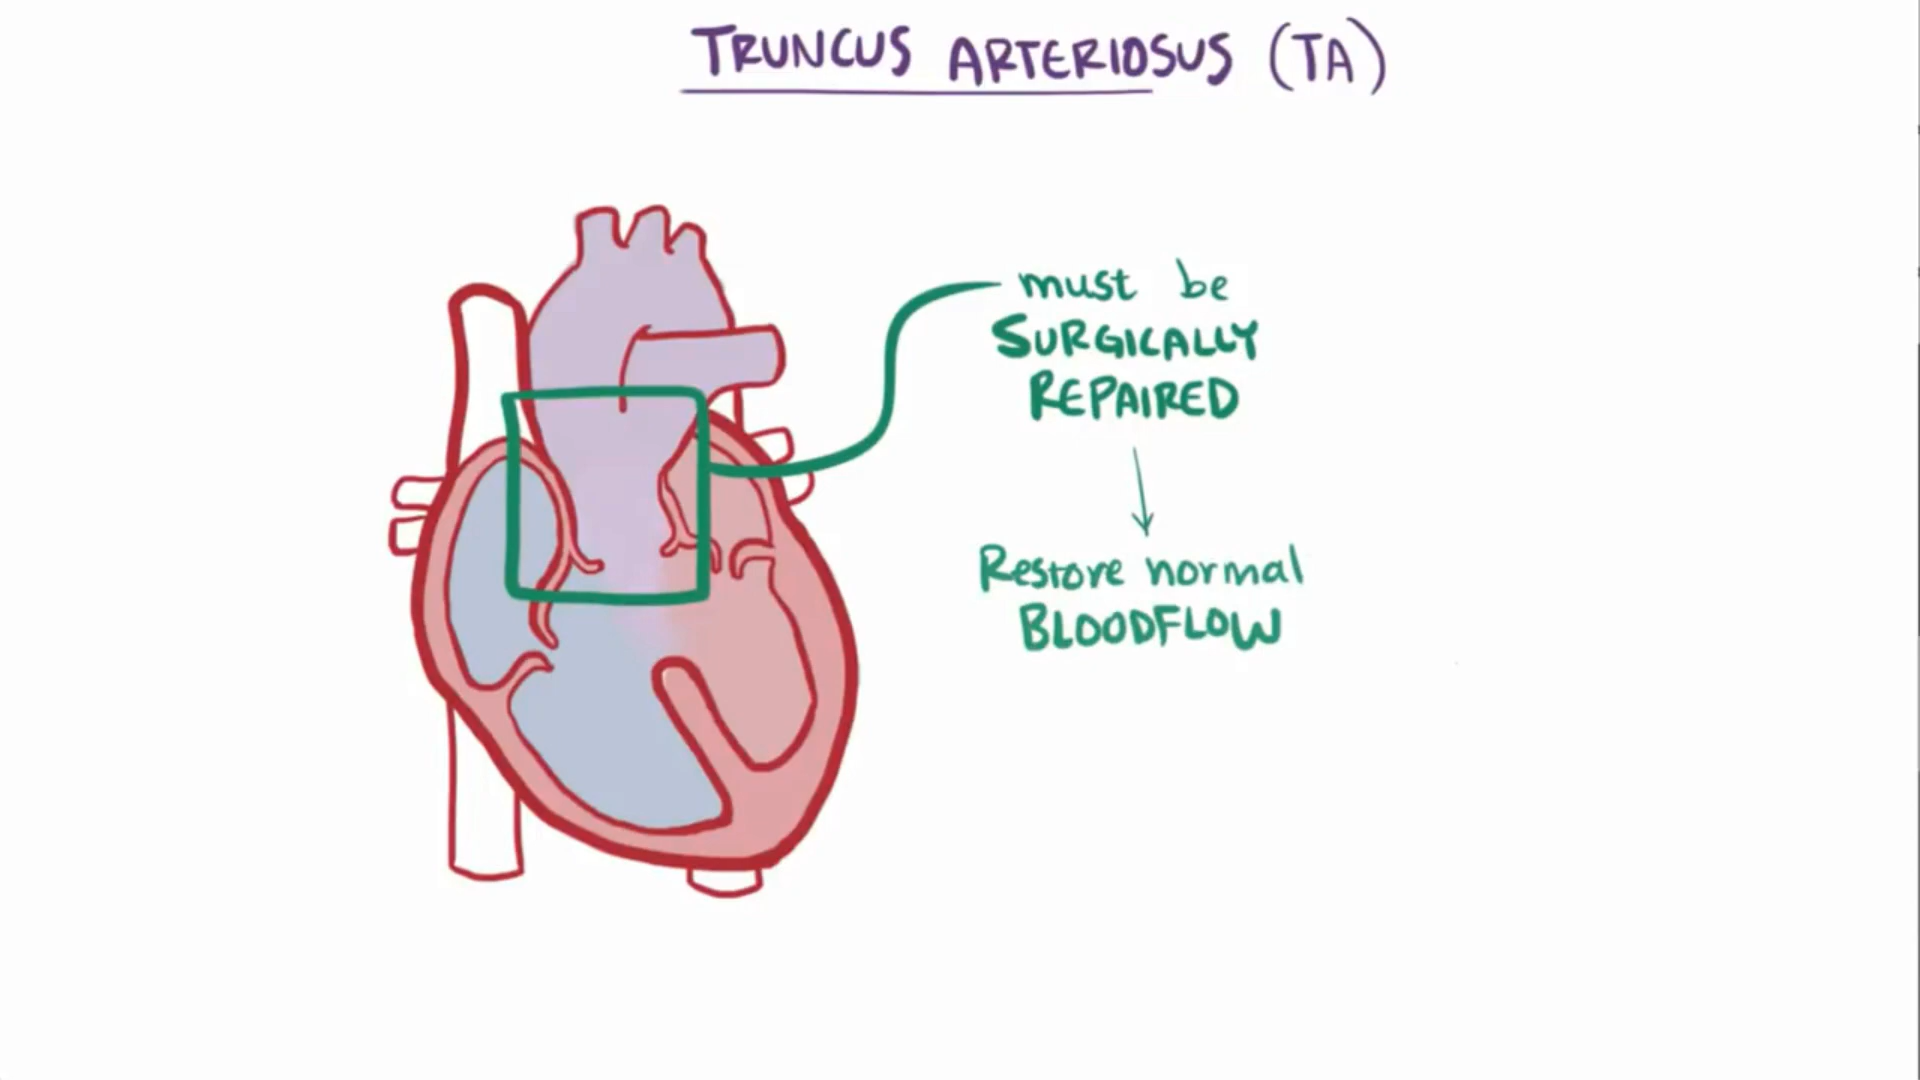 TRUNCUS ARTERIOSUS (TA)
must be
SURGICALLY
REPAIRED
Restore normal
BLOODFLOW